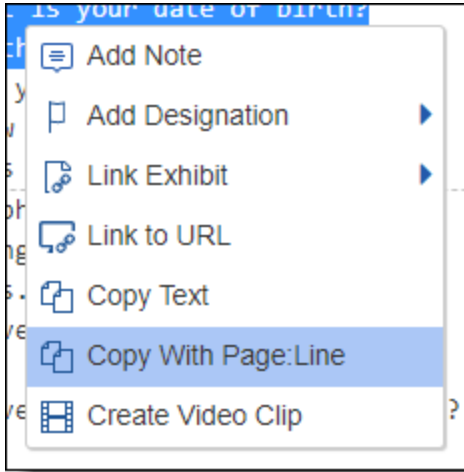 is your date of birth?
Add Note
Add Designation
Link Exhibit
Link to URL
Copy Text
Copy With Page:Line
Create Video Clip
?